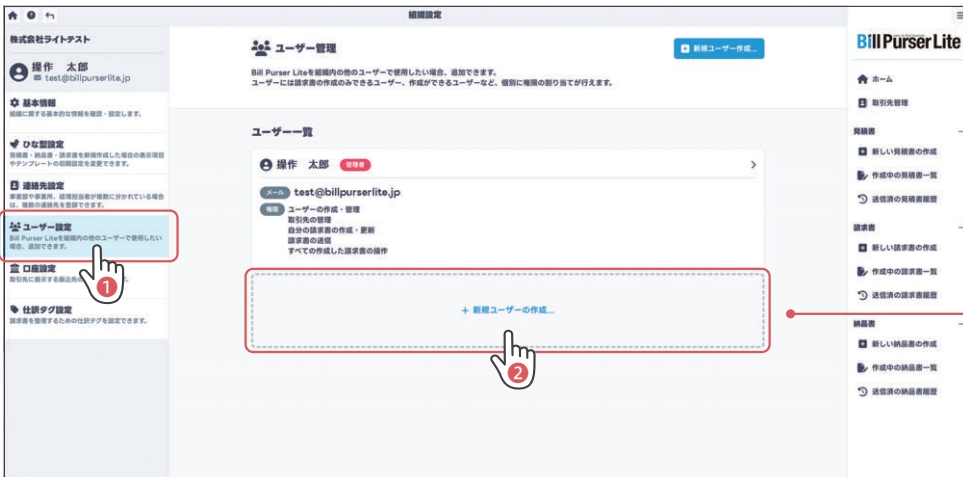 組織設定
株式会社ライトテスト
操作 太郎
test@billpurserlite.jp
基本情報
組織に関する基本的な情報を確認・設定します。
ひな型設定
見積書・納品書・請求書を新規作成した場合の表示項目
やテンプレートの初期設定を変更できます。
連絡先設定
事業部や事業所、経理担当者が複数に分かれている場合
は、複数の連絡先を登録できます。
ユーザー設定
Bill Purser Liteを組織内の他のユーザーで使用したい
場合、追加できます。
口座設定
取引先に提示する振込先の
仕訳タグ設定
請求書を整理するための仕訳タグを設定できます。
1
ユーザー管理
新規ユーザー作成...
Bill Purser Liteを組織内の他のユーザーで使用したい場合、追加できます。
ユーザーには請求書の作成のみできるユーザー、作成ができるユーザーなど、個別に権限の割り当てが行えます。
ユーザー一覧
操作 太郎 管理者
メール test@billpurserlite.jp
権限 ユーザーの作成・管理
取引先の管理
自分の請求書の作成・更新
請求書の送信
すべての作成した請求書の操作
+ 新規ユーザーの作成...
2
Bill Purser Lite
ホーム
取引先管理
見積書
新しい見積書の作成
作成中の見積書一覧
送信済の見積書履歴
請求書
新しい請求書の作成
作成中の請求書一覧
送信済の請求書履歴
納品書
新しい納品書の作成
作成中の納品書一覧
送信済の納品書履歴